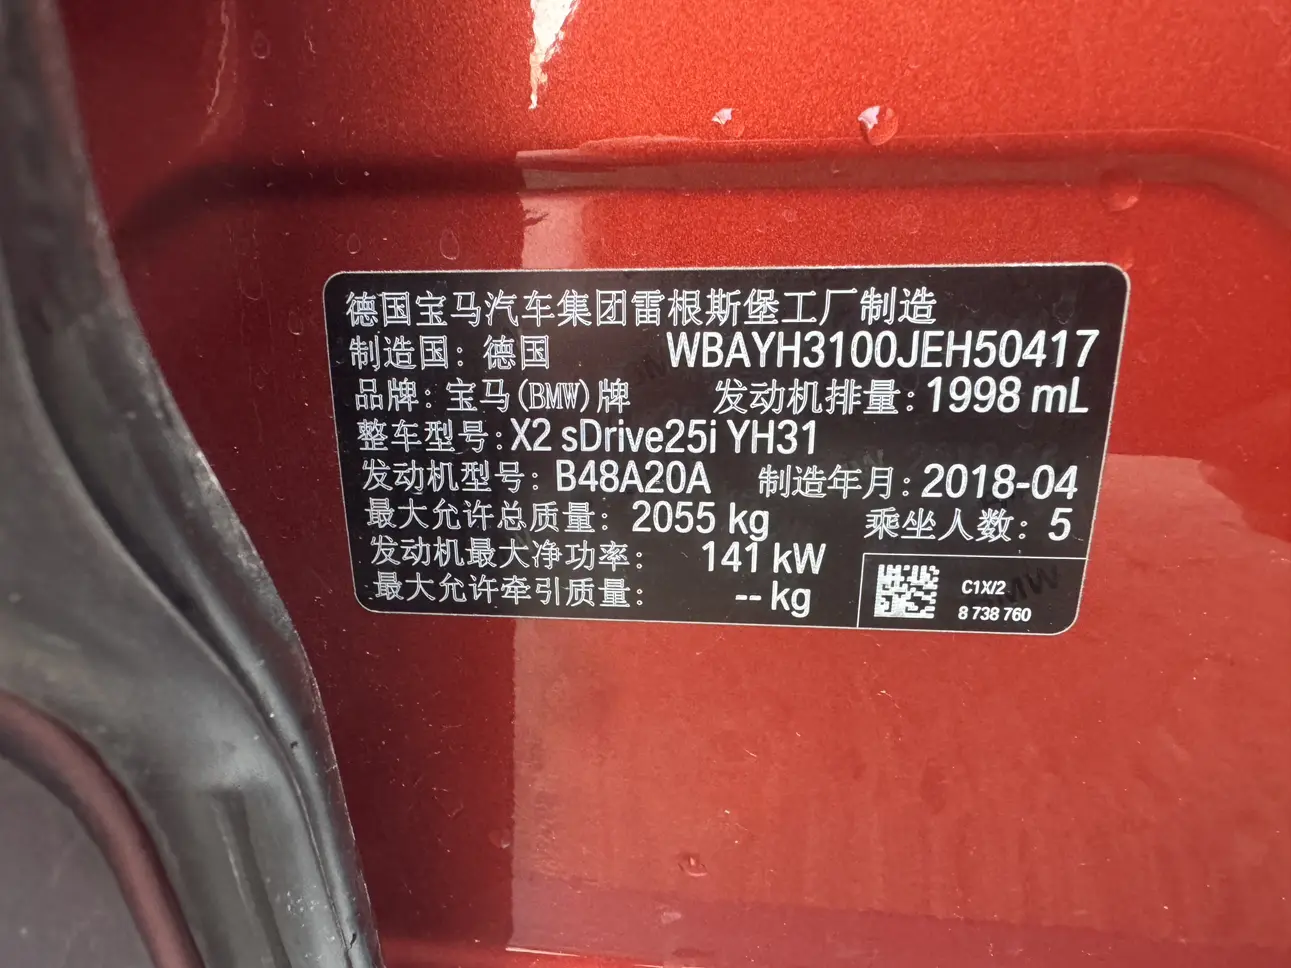 德国宝马汽车集团雷根斯堡工厂制造
制造国: 德国 WBAYH3100JEH50417
品牌: 宝马(BMW)牌 发动机排量: 1998 mL
整车型号: X2 sDrive25i YH31
发动机型号: B48A20A 制造年月: 2018-04
最大允许总质量: 2055 kg 乘坐人数: 5
发动机最大净功率: 141 kW
最大允许牵引质量: -- kg
C1X/2
8 738 760